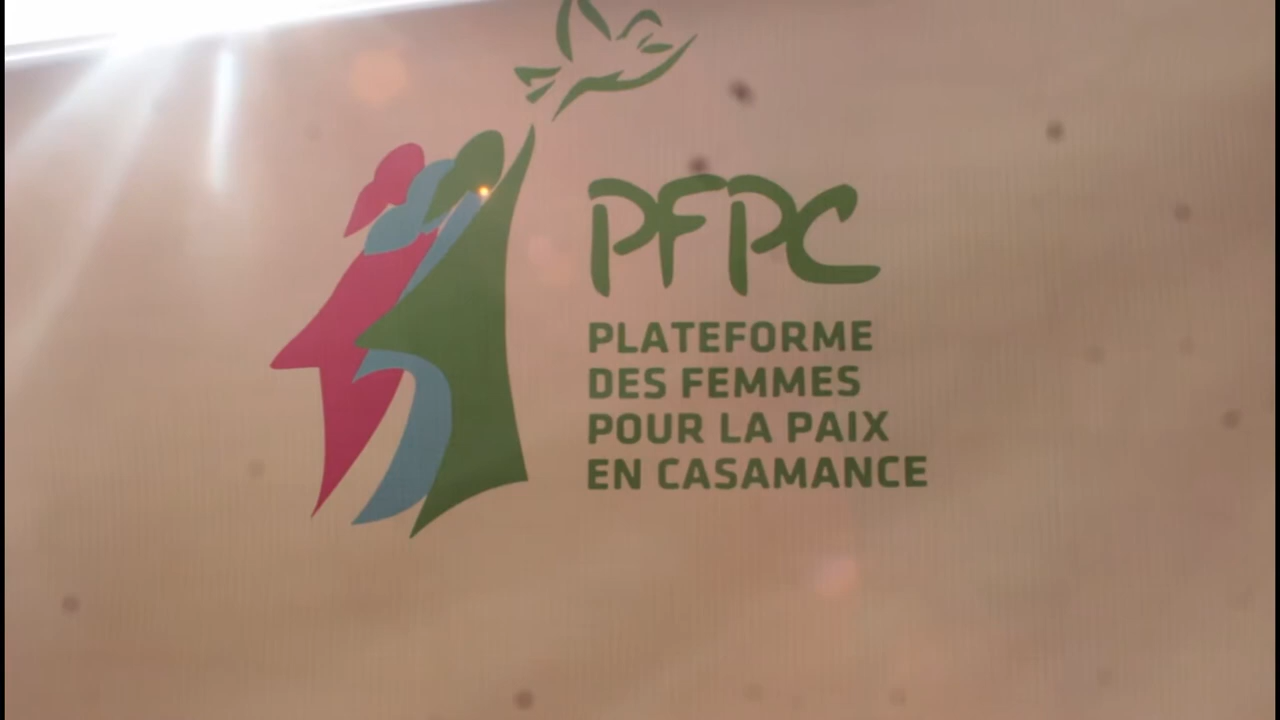 PFPC
PLATEFORME
DES FEMMES
POUR LA PAIX
EN CASAMANCE